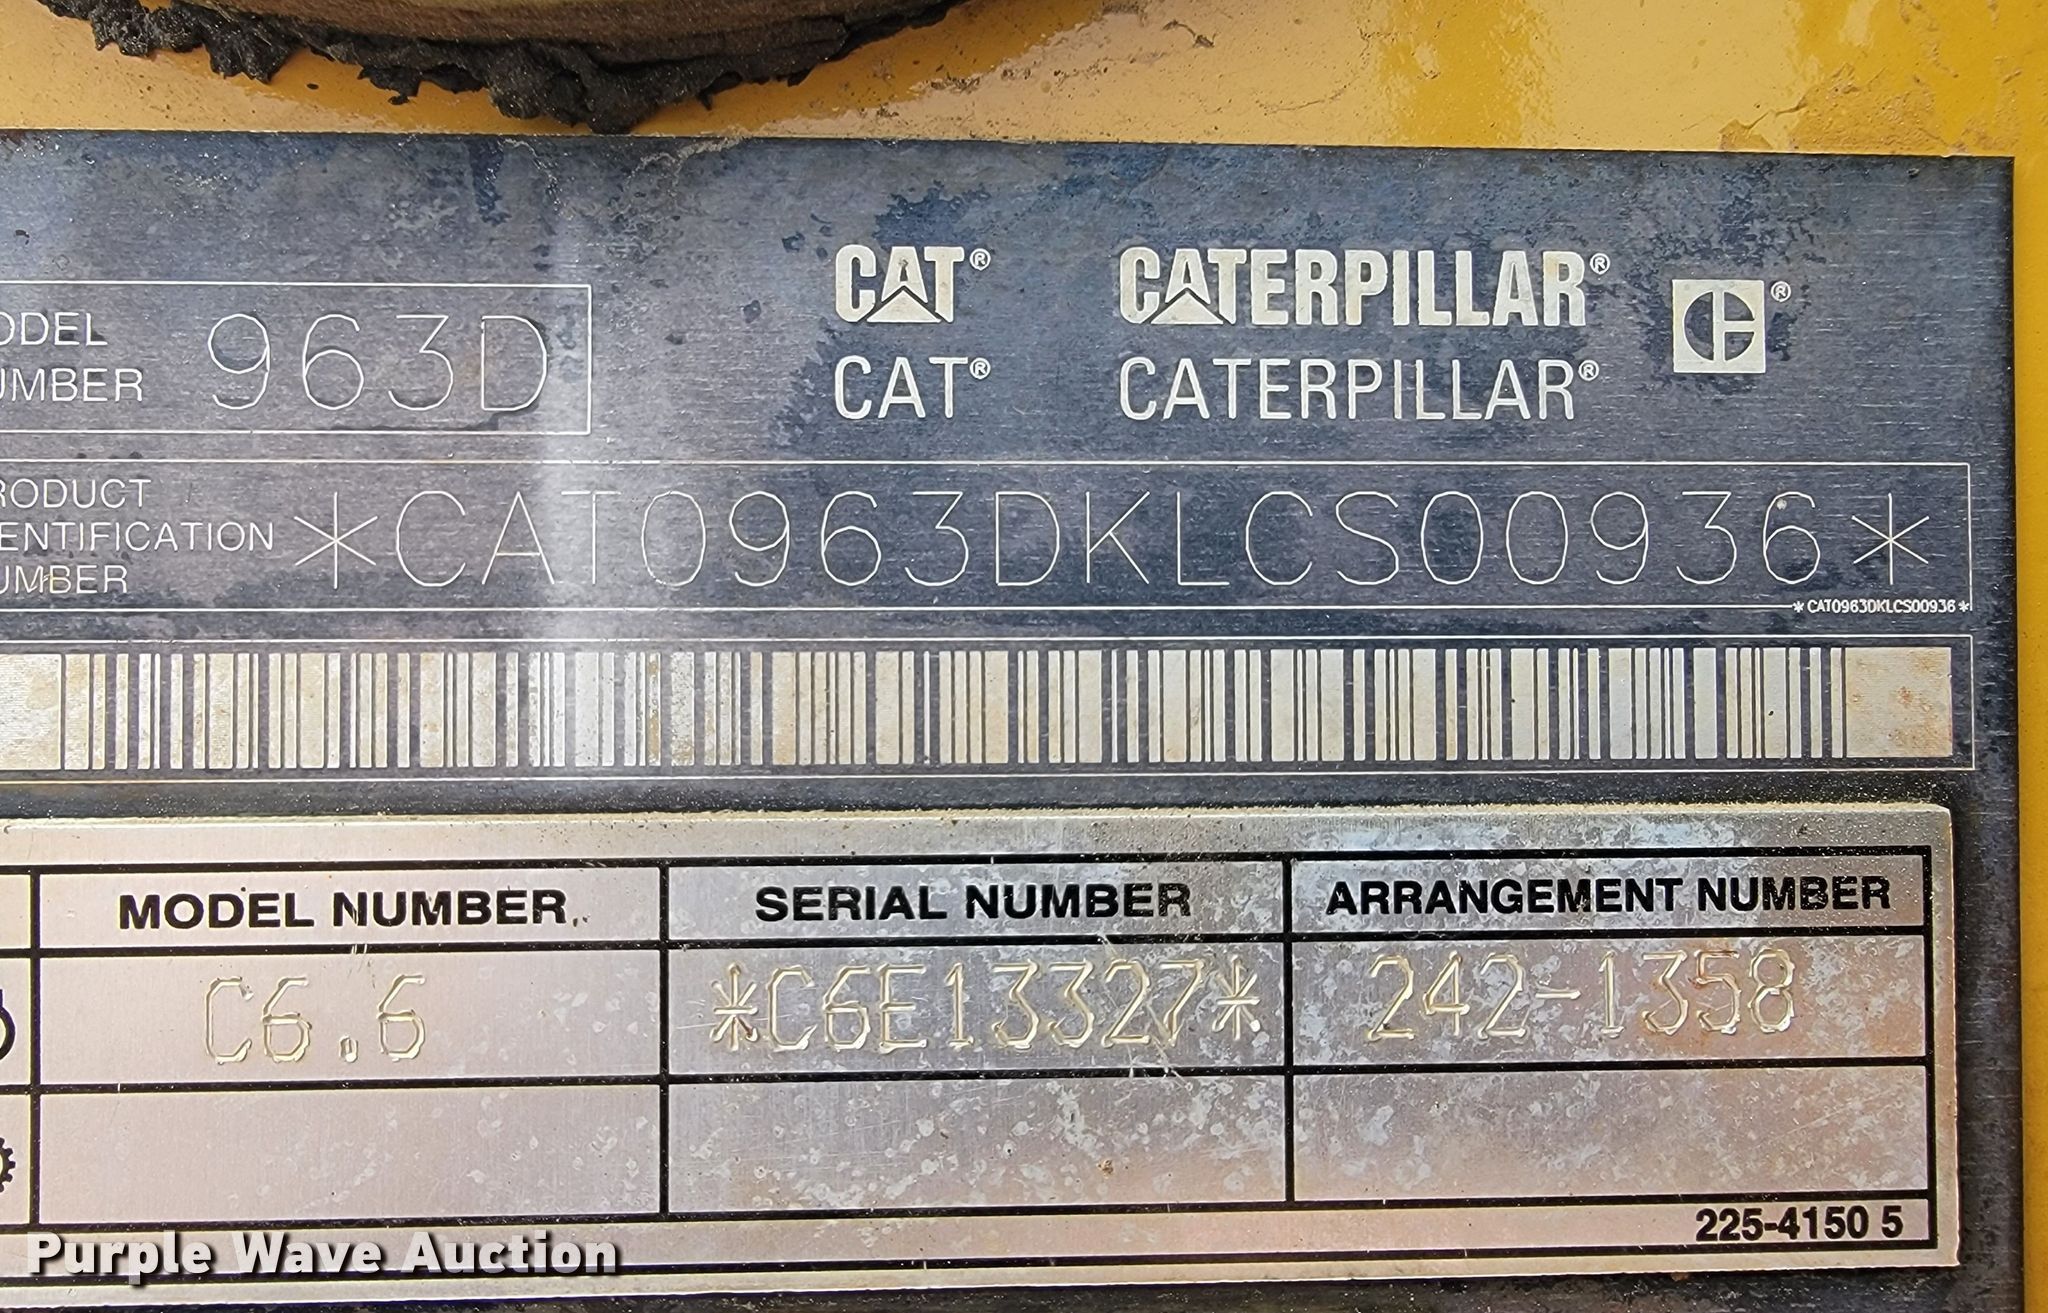 CAT® CATERPILLAR® ®
ODEL
UMBER 963D
CAT® CATERPILLAR®
RODUCT
ENTIFICATION
UMBER *CAT0963DKLCS00936*
*CAT0963DKLCS00936*
MODEL NUMBER SERIAL NUMBER ARRANGEMENT NUMBER
C6.6 *C6E13327* 242-1358
225-4150 5
Purple Wave Auction